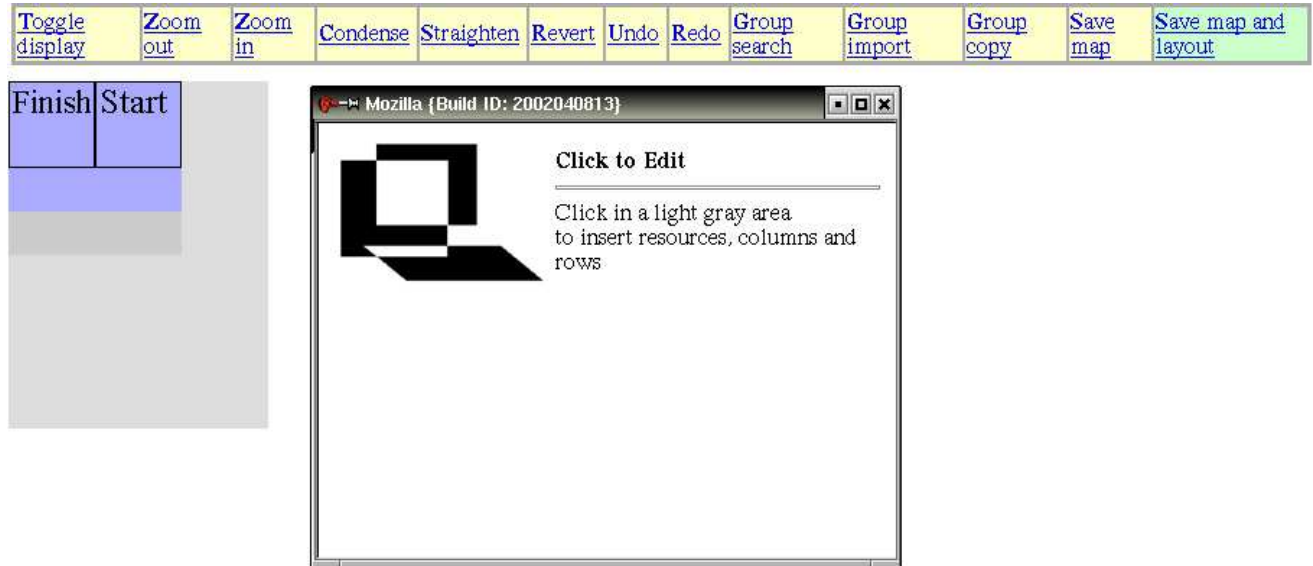 Toggle display
Zoom out
Zoom in
Condense
Straighten
Revert
Undo
Redo
Group search
Group import
Group copy
Save map
Save map and layout
Finish
Start
Mozilla {Build ID: 2002040813}
Click to Edit
Click in a light gray area
to insert resources, columns and
rows